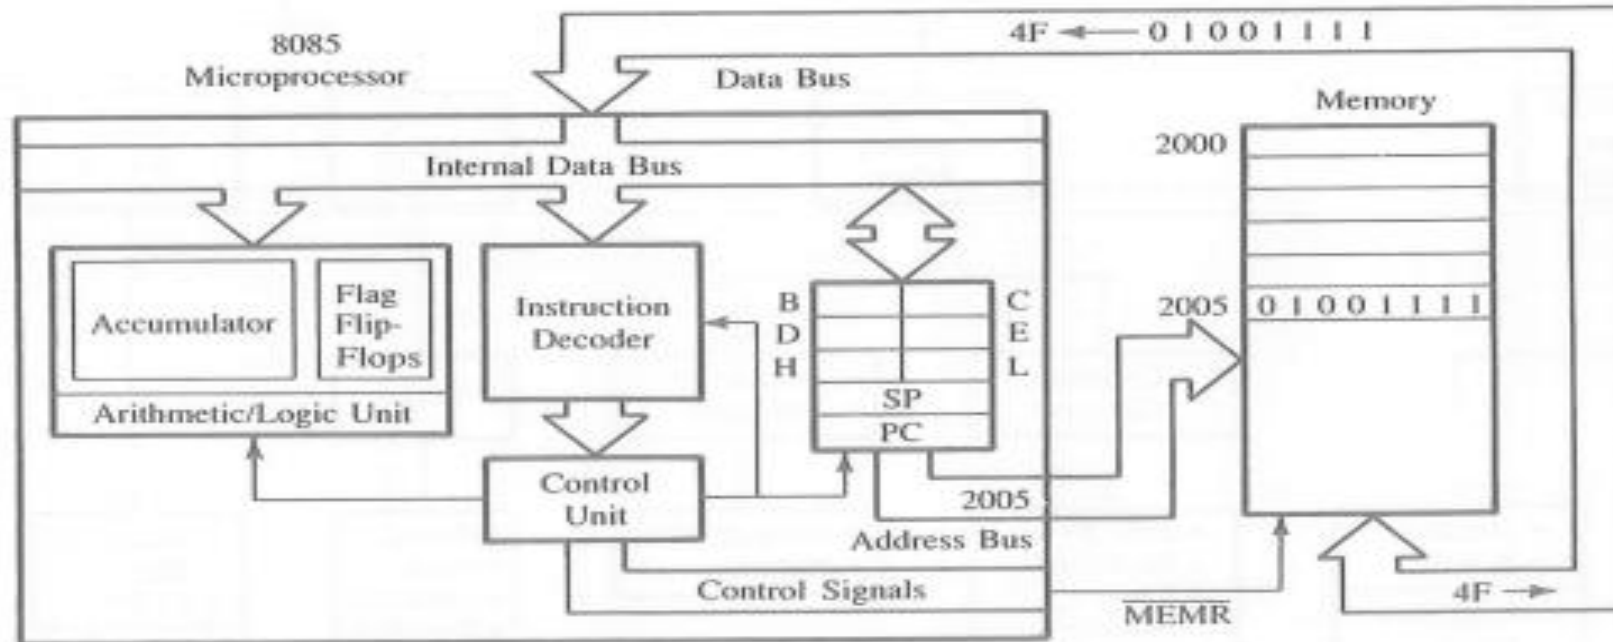 8085
Microprocessor
4F ← 0 1 0 0 1 1 1 1
Data Bus
Memory
2000
Internal Data Bus
Accumulator
Flag
Flip-
Flops
Arithmetic/Logic Unit
Instruction
Decoder
Control
Unit
B C
D E
H L
SP
PC
2005 0 1 0 0 1 1 1 1
2005
Address Bus
Control Signals
MEMR
4F →